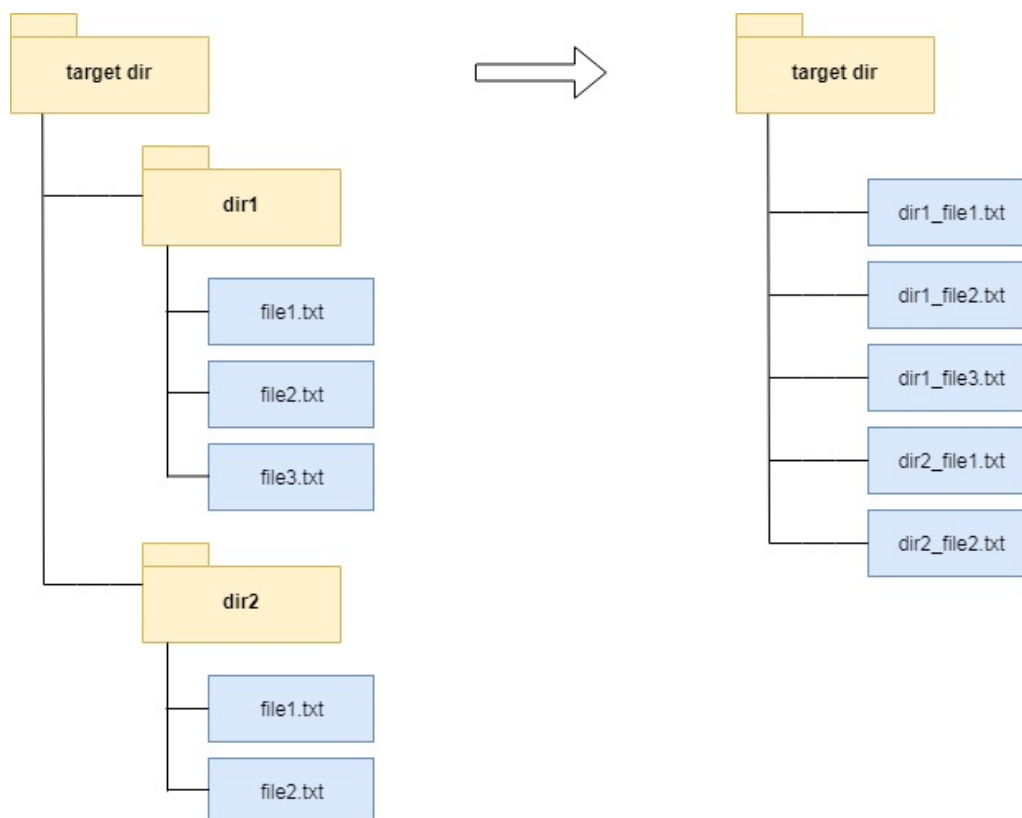 target dir
target dir
dir1
dir1_file1.txt
dir1_file2.txt
file1.txt
dir1_file3.txt
file2.txt
dir2_file1.txt
file3.txt
dir2_file2.txt
dir2
file1.txt
file2.txt